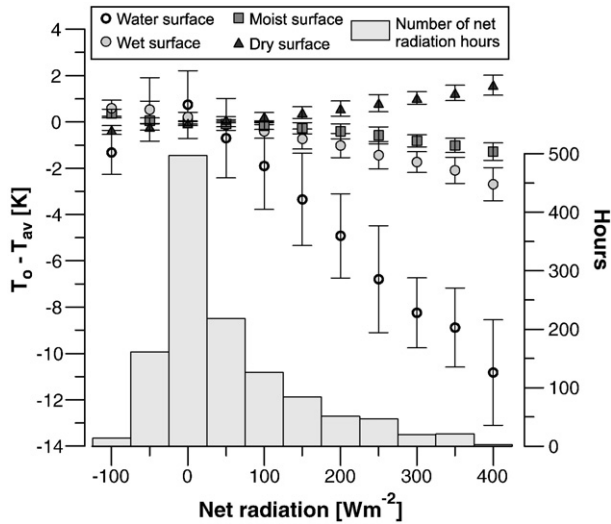 Water surface
Moist surface
Number of net
radiation hours
Wet surface
Dry surface
4
2
0
-2
-4
-6
-8
-10
-12
-14
T_o - T_av [K]
500
400
300
200
100
0
Hours
-100 0 100 200 300 400
Net radiation [Wm⁻²]